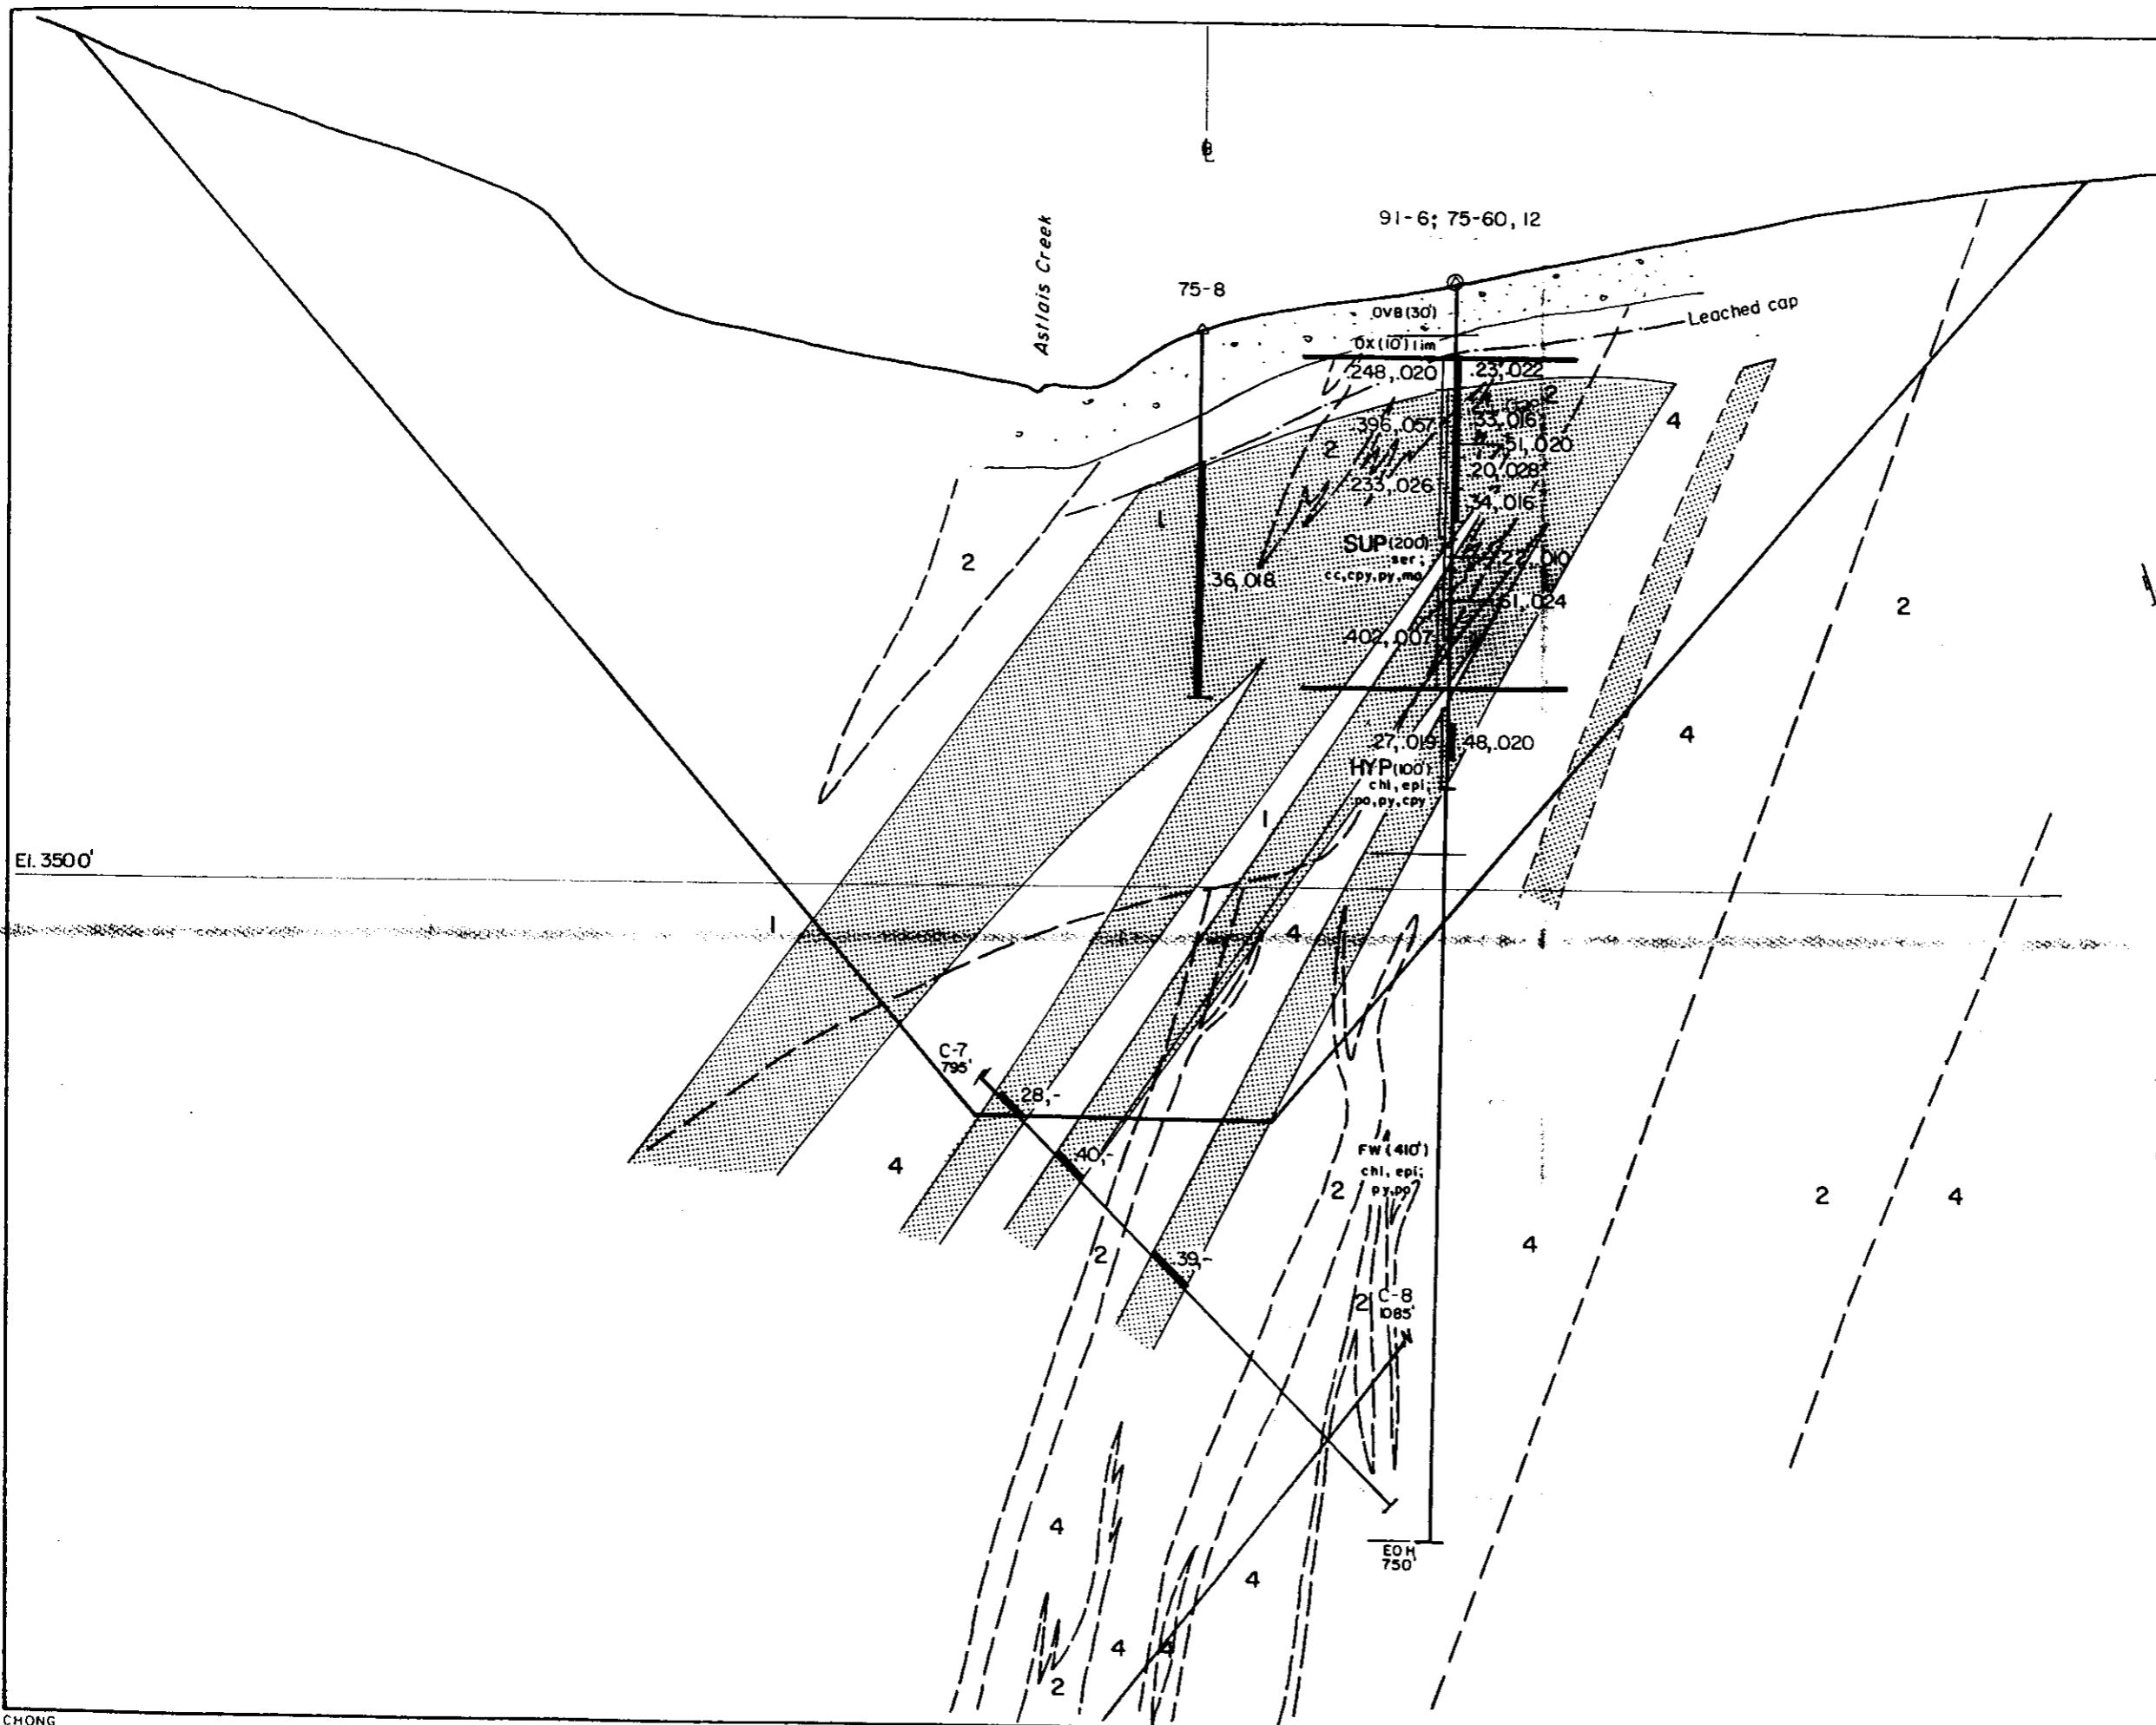 Astlais Creek
91-6; 75-60, 12
75-8
OVB (30')
OX (10') lim
Leached cap
.248, .020
.23, .022
2
.396, .057
.33, .016
4
2
2
.51, .020
.20, .028
.233, .026
.34, .016
1
SUP (200')
ser;
cc, cpy, py, mo
.22, .010
2
.36, .018
.61, .024
2
.402, .007
4
.27, .019
.48, .020
HYP (100')
chl, epi;
po, py, cpy
1
El. 3500'
1
4
C-7
795'
.28,-
FW (410')
chl, epi;
py, po
.40,-
4
2
2
4
4
2
.39,-
2
C-8
1085'
4
EOH
750'
4
4
4
2
CHONG